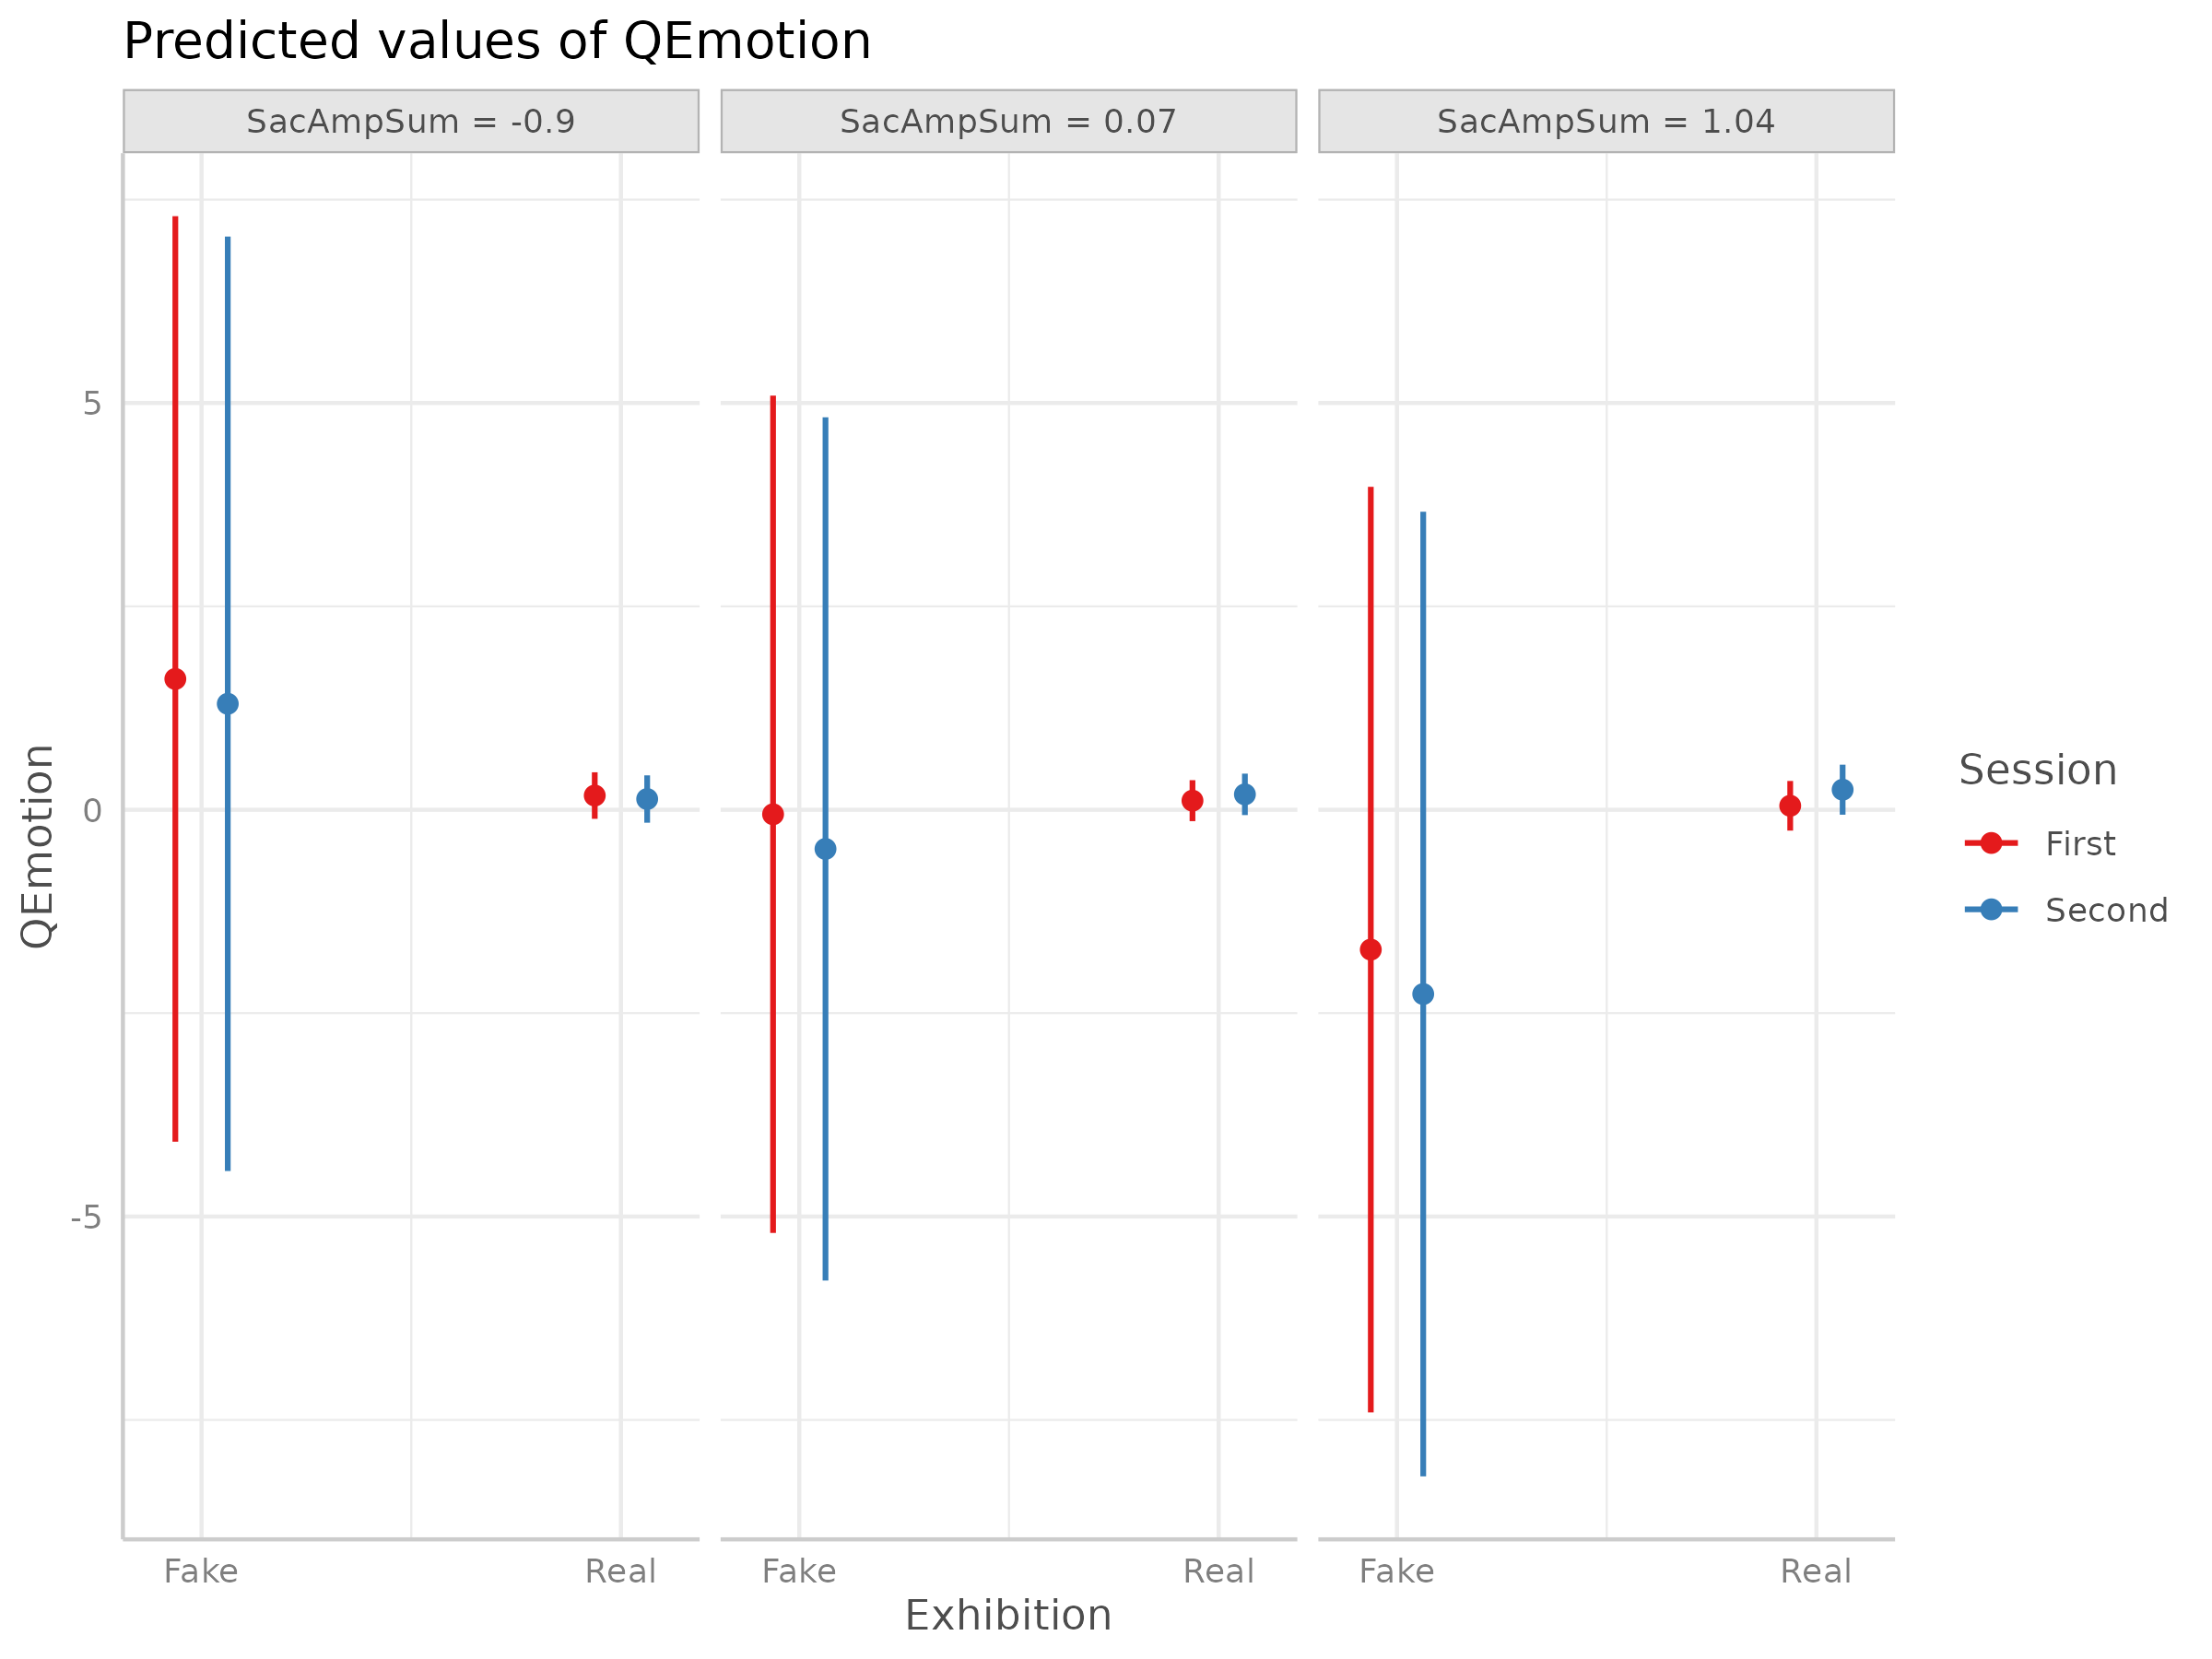 Predicted values of QEmotion
SacAmpSum = -0.9
SacAmpSum = 0.07
SacAmpSum = 1.04
5
0
-5
QEmotion
Fake
Real
Fake
Real
Fake
Real
Exhibition
Session
First
Second